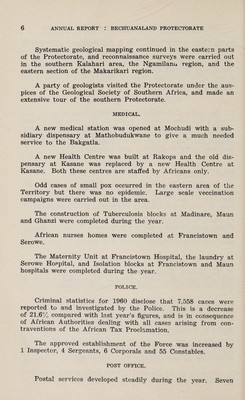 6 ANNUAL REPORT : BECHUANALAND PROTECTORATE
Systematic geological mapping continued in the eastern parts
of the Protectorate, and reconnaissance surveys were carried out
in the southern Kalahari area, the Ngamiland region, and the
eastern section of the Makarikari region.
A party of geologists visited the Protectorate under the aus-
pices of the Geological Society of Southern Africa, and made an
extensive tour of the southern Protectorate.
MEDICAL.
A new medical station was opened at Mochudi with a sub-
sidiary dispensary at Mathobudukwane to give a much needed
service to the Bakgatla.
A new Health Centre was built at Rakops and the old dis-
pensary at Kasane was replaced by a new Health Centre at
Kasane. Both these centres are staffed by Africans only.
Odd cases of small pox occurred in the eastern area of the
Territory but there was no epidemic. Large scale vaccination
campaigns were carried out in the area.
The construction of Tuberculosis blocks at Madinare, Maun
and Ghanzi were completed during the year.
African nurses homes were completed at Francistown and
Serowe.
The Maternity Unit at Francistown Hospital, the laundry at
Serowe Hospital, and Isolation blocks at Francistown and Maun
hospitals were completed during the year.
POLICE.
Criminal statistics for 1960 disclose that 7,558 cases were
reported to and investigated by the Police. This is a decrease
of 21.6% compared with last year's figures, and is in consequence
of African Authorities dealing with all cases arising from con-
traventions of the African Tax Proclamation.
The approved establishment of the Force was increased by
1 Inspector, 4 Sergeants, 6 Corporals and 55 Constables.
POST OFFICE.
Postal services developed steadily during the year. Seven